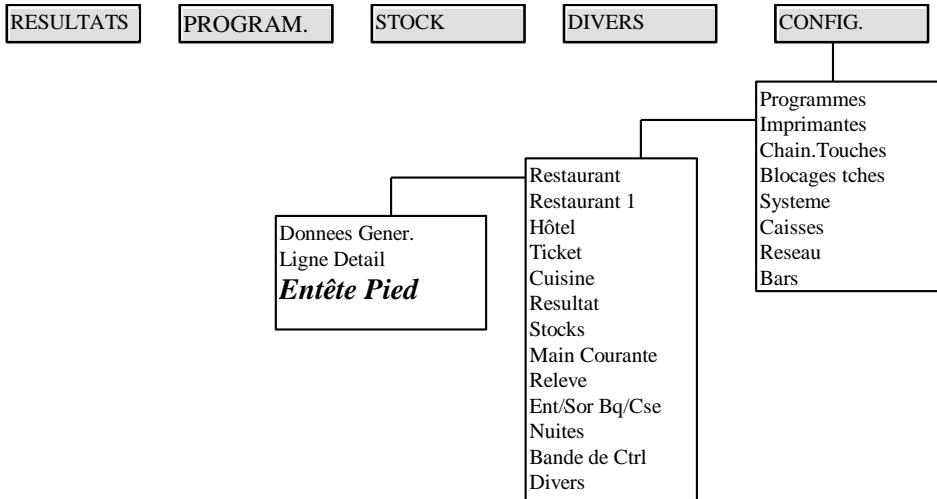 RESULTATS
PROGRAM.
STOCK
DIVERS
CONFIG.
Programmes
Imprimantes
Chain.Touches
Blocages tches
Systeme
Caisses
Reseau
Bars
Restaurant
Restaurant 1
Hôtel
Ticket
Cuisine
Resultat
Stocks
Main Courante
Releve
Ent/Sor Bq/Cse
Nuites
Bande de Ctrl
Divers
Donnees Gener.
Ligne Detail
Entête Pied